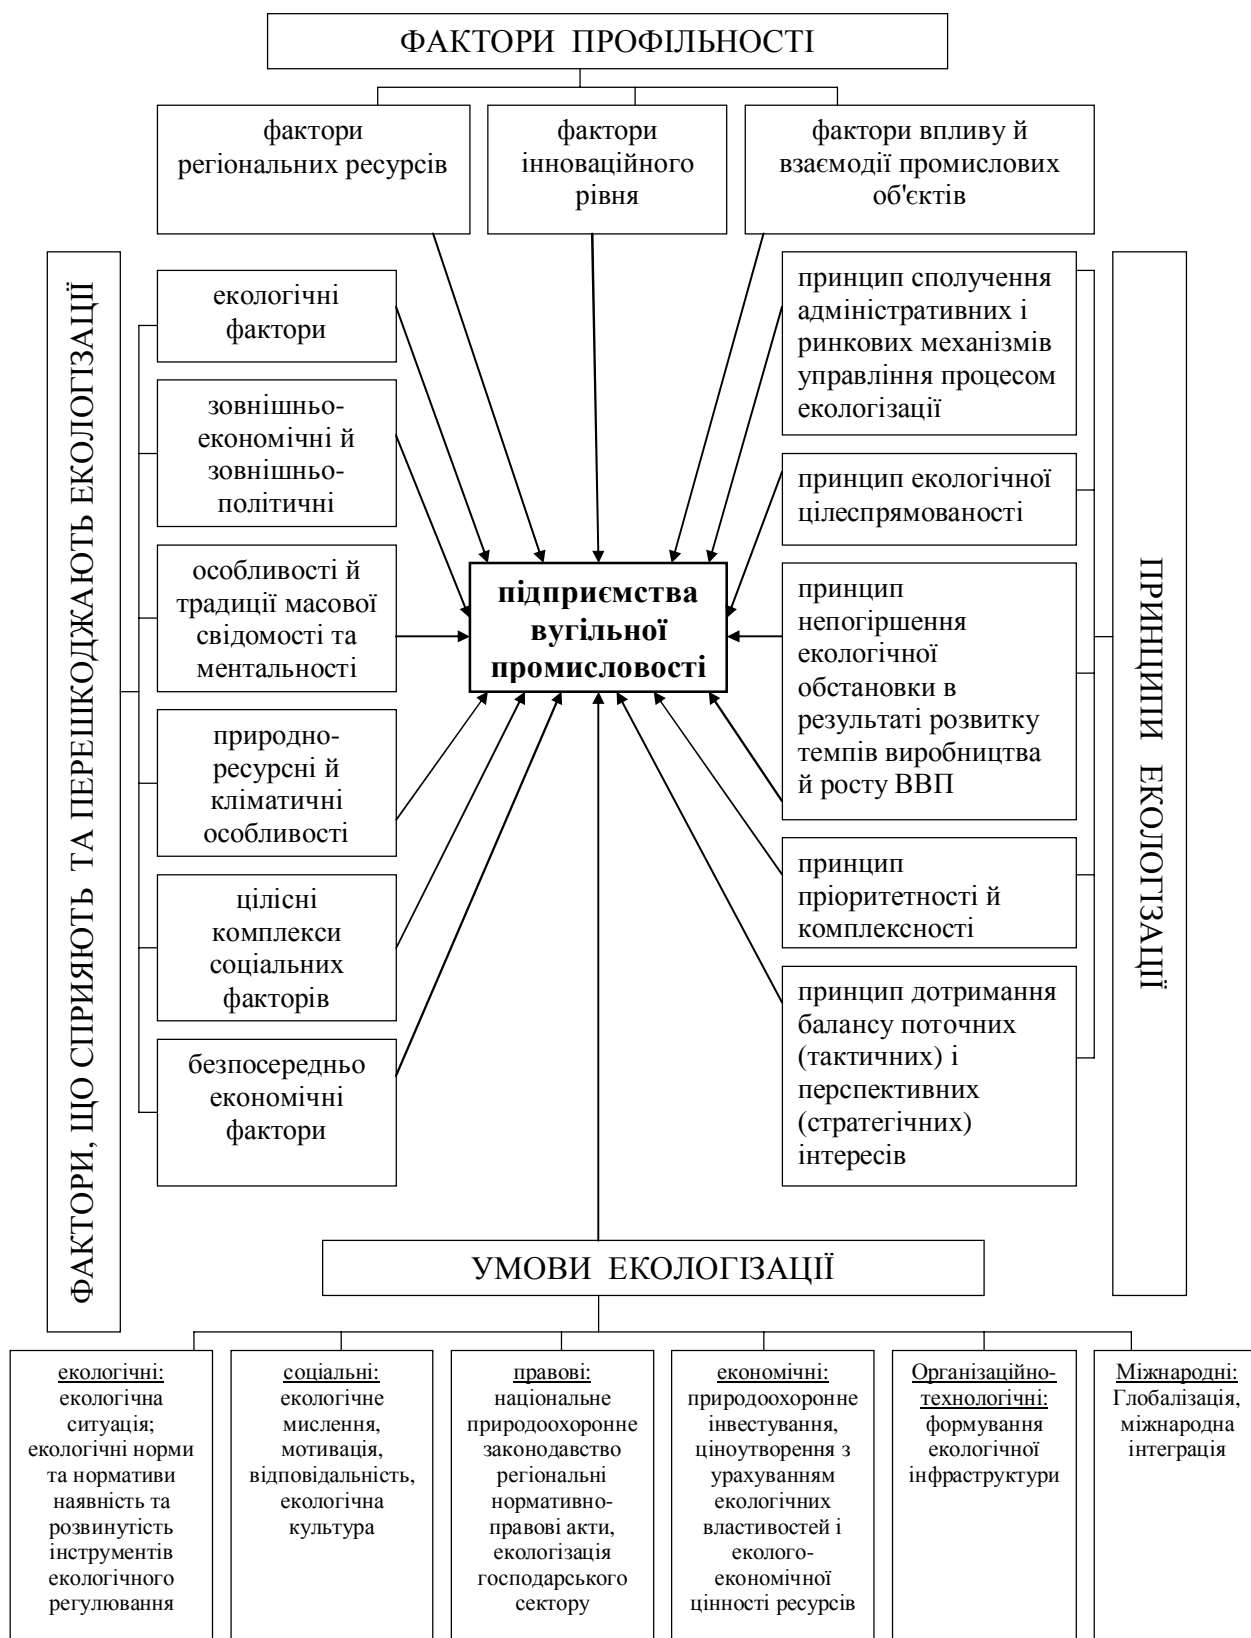 ФАКТОРИ ПРОФІЛЬНОСТІ
фактори
регіональних ресурсів
фактори
інноваційного
рівня
фактори впливу й
взаємодії промислових
об'єктів
ФАКТОРИ, ЩО СПРИЯЮТЬ ТА ПЕРЕШКОДЖАЮТЬ ЕКОЛОГІЗАЦІЇ
екологічні
фактори
зовнішньо-
економічні й
зовнішньо-
політичні
особливості й
традиції масової
свідомості та
ментальності
природно-
ресурсні й
кліматичні
особливості
цілісні
комплекси
соціальних
факторів
безпосередньо
економічні
фактори
підприємства
вугільної
промисловості
принцип сполучення
адміністративних і
ринкових механізмів
управління процесом
екологізації
принцип екологічної
цілеспрямованості
принцип
непогіршення
екологічної
обстановки в
результаті розвитку
темпів виробництва
й росту ВВП
принцип
пріоритетності й
комплексності
принцип дотримання
балансу поточних
(тактичних) і
перспективних
(стратегічних)
інтересів
ПРИНЦИПИ ЕКОЛОГІЗАЦІЇ
УМОВИ ЕКОЛОГІЗАЦІЇ
екологічні:
екологічна
ситуація;
екологічні норми
та нормативи
наявність та
розвинутість
інструментів
екологічного
регулювання
соціальні:
екологічне
мислення,
мотивація,
відповідальність,
екологічна
культура
правові:
національне
природоохоронне
законодавство
регіональні
нормативно-
правові акти,
екологізація
господарського
сектору
економічні:
природоохоронне
інвестування,
ціноутворення з
урахуванням
екологічних
властивостей і
еколого-
економічної
цінності ресурсів
Організаційно-
технологічні:
формування
екологічної
інфраструктури
Міжнародні:
Глобалізація,
міжнародна
інтеграція